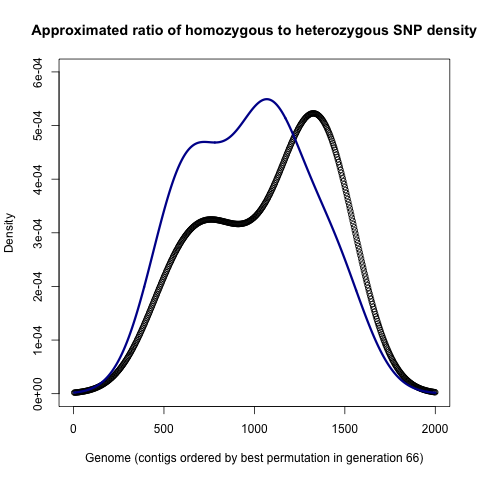 Approximated ratio of homozygous to heterozygous SNP density
6e-04
5e-04
4e-04
3e-04
2e-04
1e-04
0e+00
Density
0 500 1000 1500 2000
Genome (contigs ordered by best permutation in generation 66)